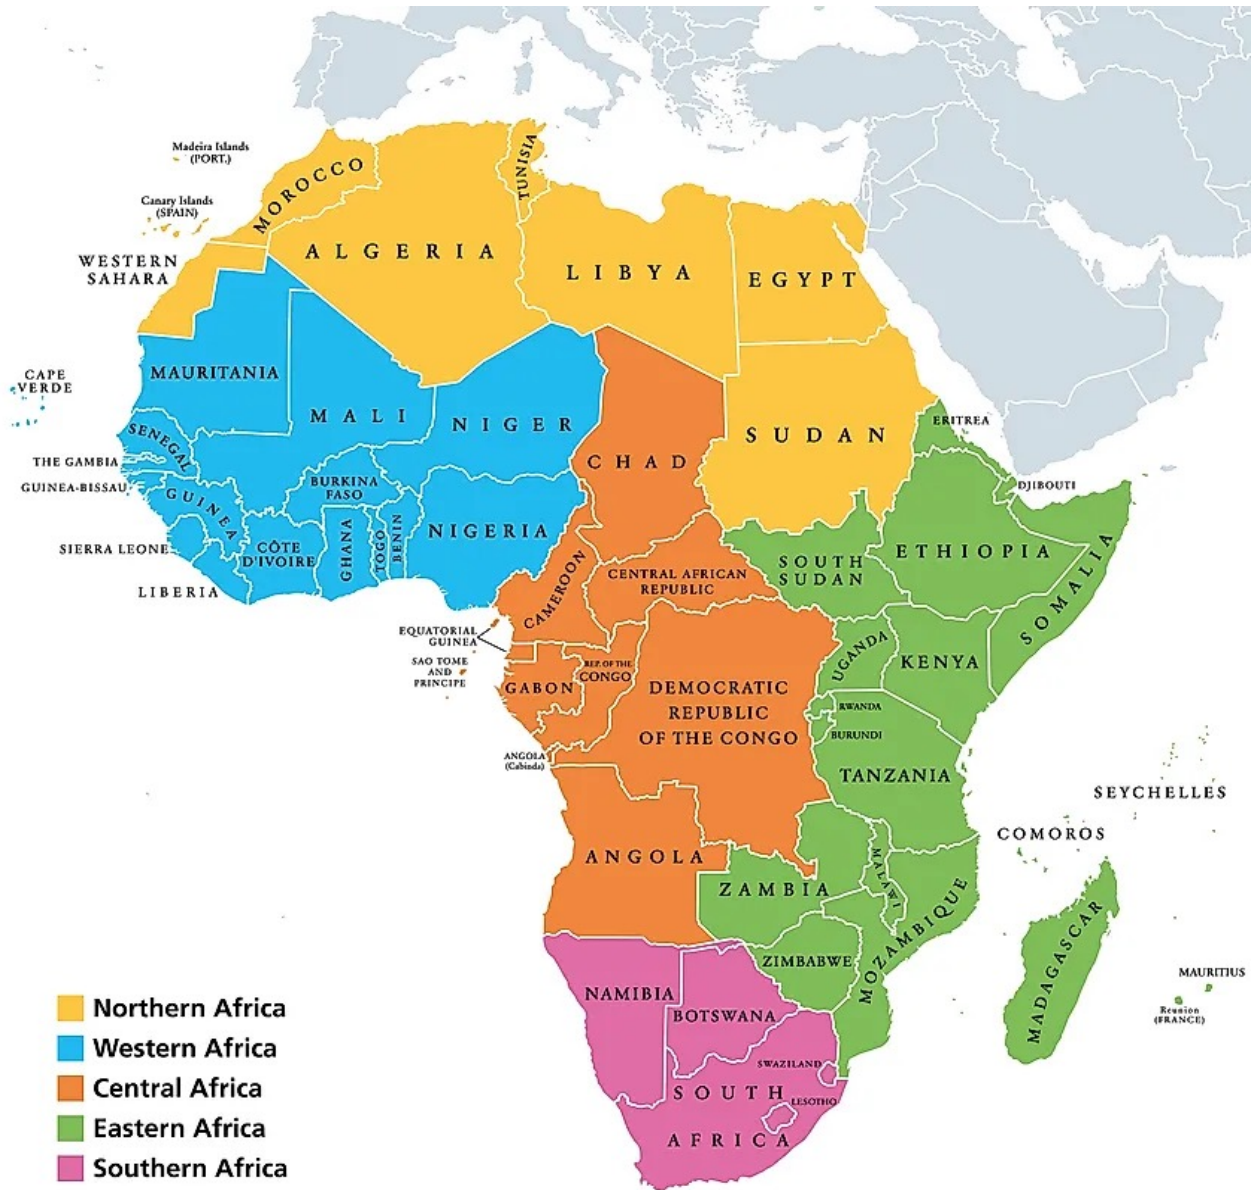 Madeira Islands
(PORT.)
Canary Islands
(SPAIN)
MOROCCO
TUNISIA
ALGERIA
LIBYA
EGYPT
WESTERN
SAHARA
CAPE
VERDE
MAURITANIA
MALI
NIGER
CHAD
SUDAN
ERITREA
DJIBOUTI
SENEGAL
THE GAMBIA
GUINEA-BISSAU
GUINEA
SIERRA LEONE
LIBERIA
CÔTE
D'IVOIRE
BURKINA
FASO
GHANA
TOGO
BENIN
NIGERIA
CAMEROON
CENTRAL AFRICAN
REPUBLIC
SOUTH
SUDAN
ETHIOPIA
SOMALIA
EQUATORIAL
GUINEA
SAO TOME
AND
PRINCIPE
GABON
REP. OF THE
CONGO
DEMOCRATIC
REPUBLIC
OF THE CONGO
UGANDA
KENYA
RWANDA
BURUNDI
TANZANIA
ANGOLA
(Cabinda)
ANGOLA
ZAMBIA
MALAWI
MOZAMBIQUE
ZIMBABWE
SEYCHELLES
COMOROS
MADAGASCAR
MAURITIUS
Reunion
(FRANCE)
NAMIBIA
BOTSWANA
SWAZILAND
LESOTHO
SOUTH
AFRICA
Northern Africa
Western Africa
Central Africa
Eastern Africa
Southern Africa